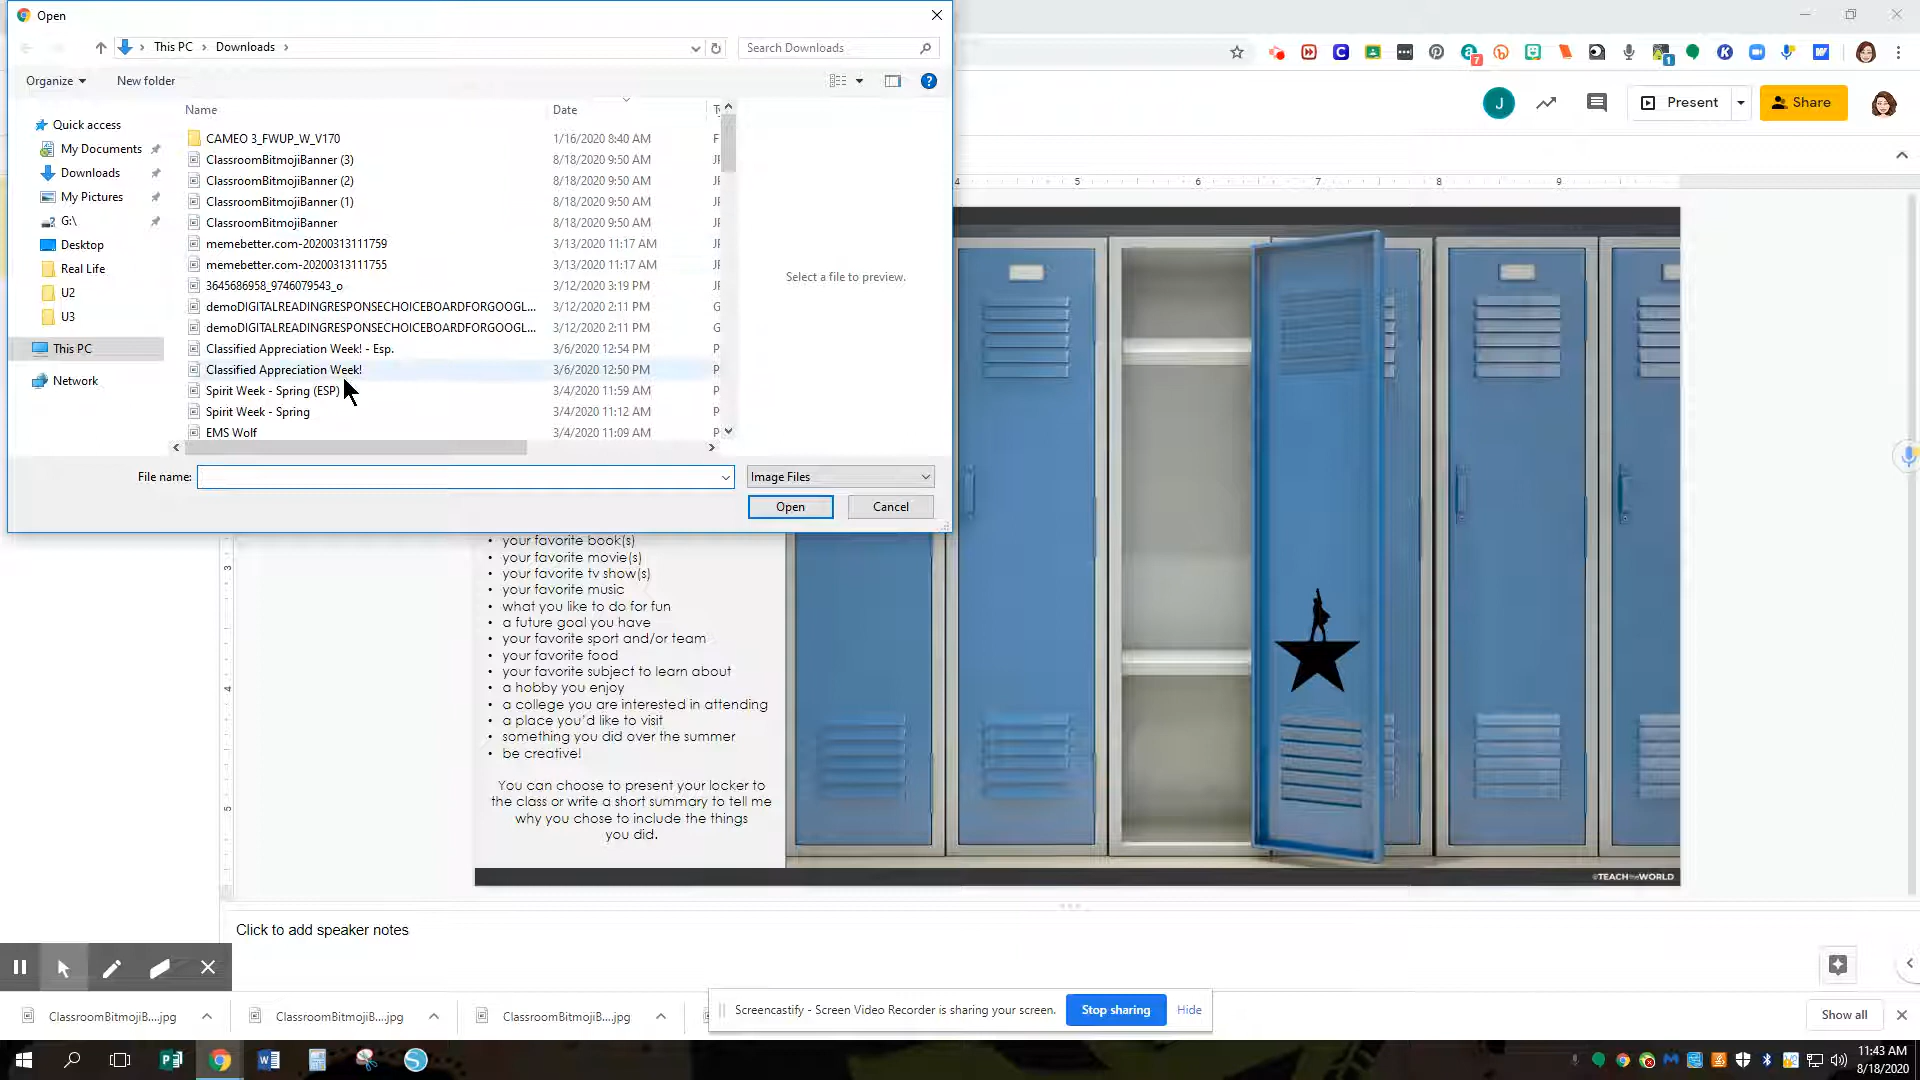 Open
This PC
Downloads
Search Downloads
Organize
New folder
Name
Date
Quick access
My Documents
Downloads
My Pictures
G:\
Desktop
Real Life
U2
U3
This PC
Network
CAMEO 3_FWUP_W_V170 1/16/2020 8:40 AM F
ClassroomBitmojiBanner (3) 8/18/2020 9:50 AM
ClassroomBitmojiBanner (2) 8/18/2020 9:50 AM
ClassroomBitmojiBanner (1) 8/18/2020 9:50 AM
ClassroomBitmojiBanner 8/18/2020 9:50 AM
memebetter.com-20200313111759 3/13/2020 11:17 AM
memebetter.com-20200313111755 3/13/2020 11:17 AM
3645686958_9746079543_o 3/12/2020 3:19 PM
demoDIGITALREADINGRESPONSECHOICEBOARDFORGOOGL... 3/12/2020 2:11 PM G
demoDIGITALREADINGRESPONSECHOICEBOARDFORGOOGL... 3/12/2020 2:11 PM G
Classified Appreciation Week! - Esp. 3/6/2020 12:54 PM P
Classified Appreciation Week! 3/6/2020 12:50 PM P
Spirit Week - Spring (ESP) 3/4/2020 11:59 AM P
Spirit Week - Spring 3/4/2020 11:12 AM P
EMS Wolf 3/4/2020 11:09 AM P
Select a file to preview.
File name:
Image Files
Open
Cancel
7
1
J
Present
Share
4 5 6 7 8 9
3
4
5
• your favorite book(s)
• your favorite movie(s)
• your favorite tv show(s)
• your favorite music
• what you like to do for fun
• a future goal you have
• your favorite sport and/or team
• your favorite food
• your favorite subject to learn about
• a hobby you enjoy
• a college you are interested in attending
• a place you'd like to visit
• something you did over the summer
• be creative!
You can choose to present your locker to
the class or write a short summary to tell me
why you chose to include the things
you did.
©TEACHtheWORLD
Click to add speaker notes
ClassroomBitmojiB....jpg
ClassroomBitmojiB....jpg
ClassroomBitmojiB....jpg
Screencastify - Screen Video Recorder is sharing your screen.
Stop sharing
Hide
Show all
11:43 AM
8/18/2020